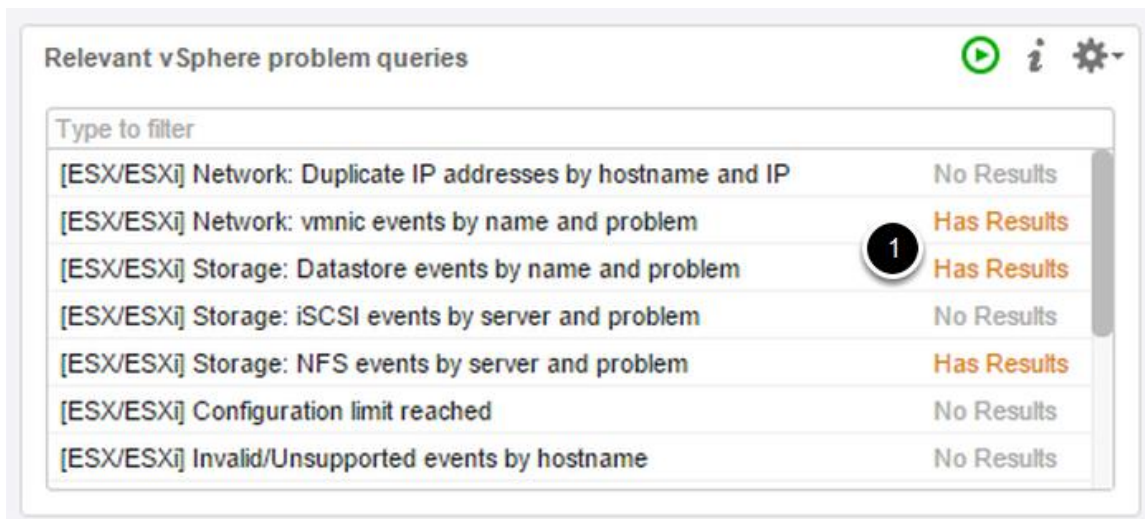 Relevant vSphere problem queries
Type to filter
[ESX/ESXi] Network: Duplicate IP addresses by hostname and IP No Results
[ESX/ESXi] Network: vmnic events by name and problem Has Results
1
[ESX/ESXi] Storage: Datastore events by name and problem Has Results
[ESX/ESXi] Storage: iSCSI events by server and problem No Results
[ESX/ESXi] Storage: NFS events by server and problem Has Results
[ESX/ESXi] Configuration limit reached No Results
[ESX/ESXi] Invalid/Unsupported events by hostname No Results